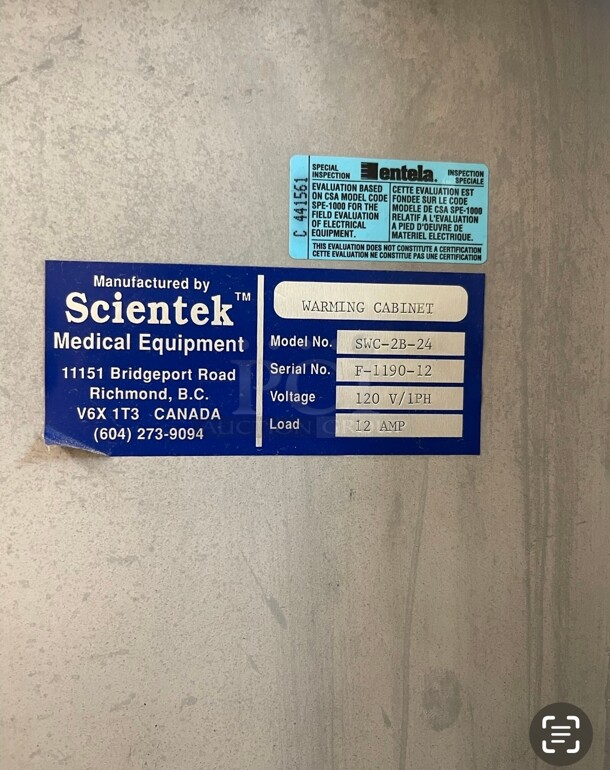 SPECIAL INSPECTION
entela.
INSPECTION SPECIALE
C 441561
EVALUATION BASED
ON CSA MODEL CODE
SPE-1000 FOR THE
FIELD EVALUATION
OF ELECTRICAL
EQUIPMENT.
CETTE EVALUATION EST
FONDEE SUR LE CODE
MODELE DE CSA SPE-1000
RELATIF A L'EVALUATION
A PIED D'OEUVRE DE
MATERIEL ELECTRIQUE.
THIS EVALUATION DOES NOT CONSTITUTE A CERTIFICATION
CETTE EVALUATION NE CONSTITUE PAS UNE CERTIFICATION
Manufactured by
Scientek™
Medical Equipment
11151 Bridgeport Road
Richmond, B.C.
V6X 1T3 CANADA
(604) 273-9094
WARMING CABINET
Model No. SWC-2B-24
Serial No. F-1190-12
Voltage 120 V/1PH
Load 12 AMP